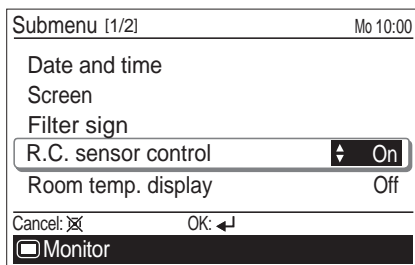 Submenu [1/2] Mo 10:00
Date and time
Screen
Filter sign
R.C. sensor control On
Room temp. display Off
Cancel: OK:
Monitor